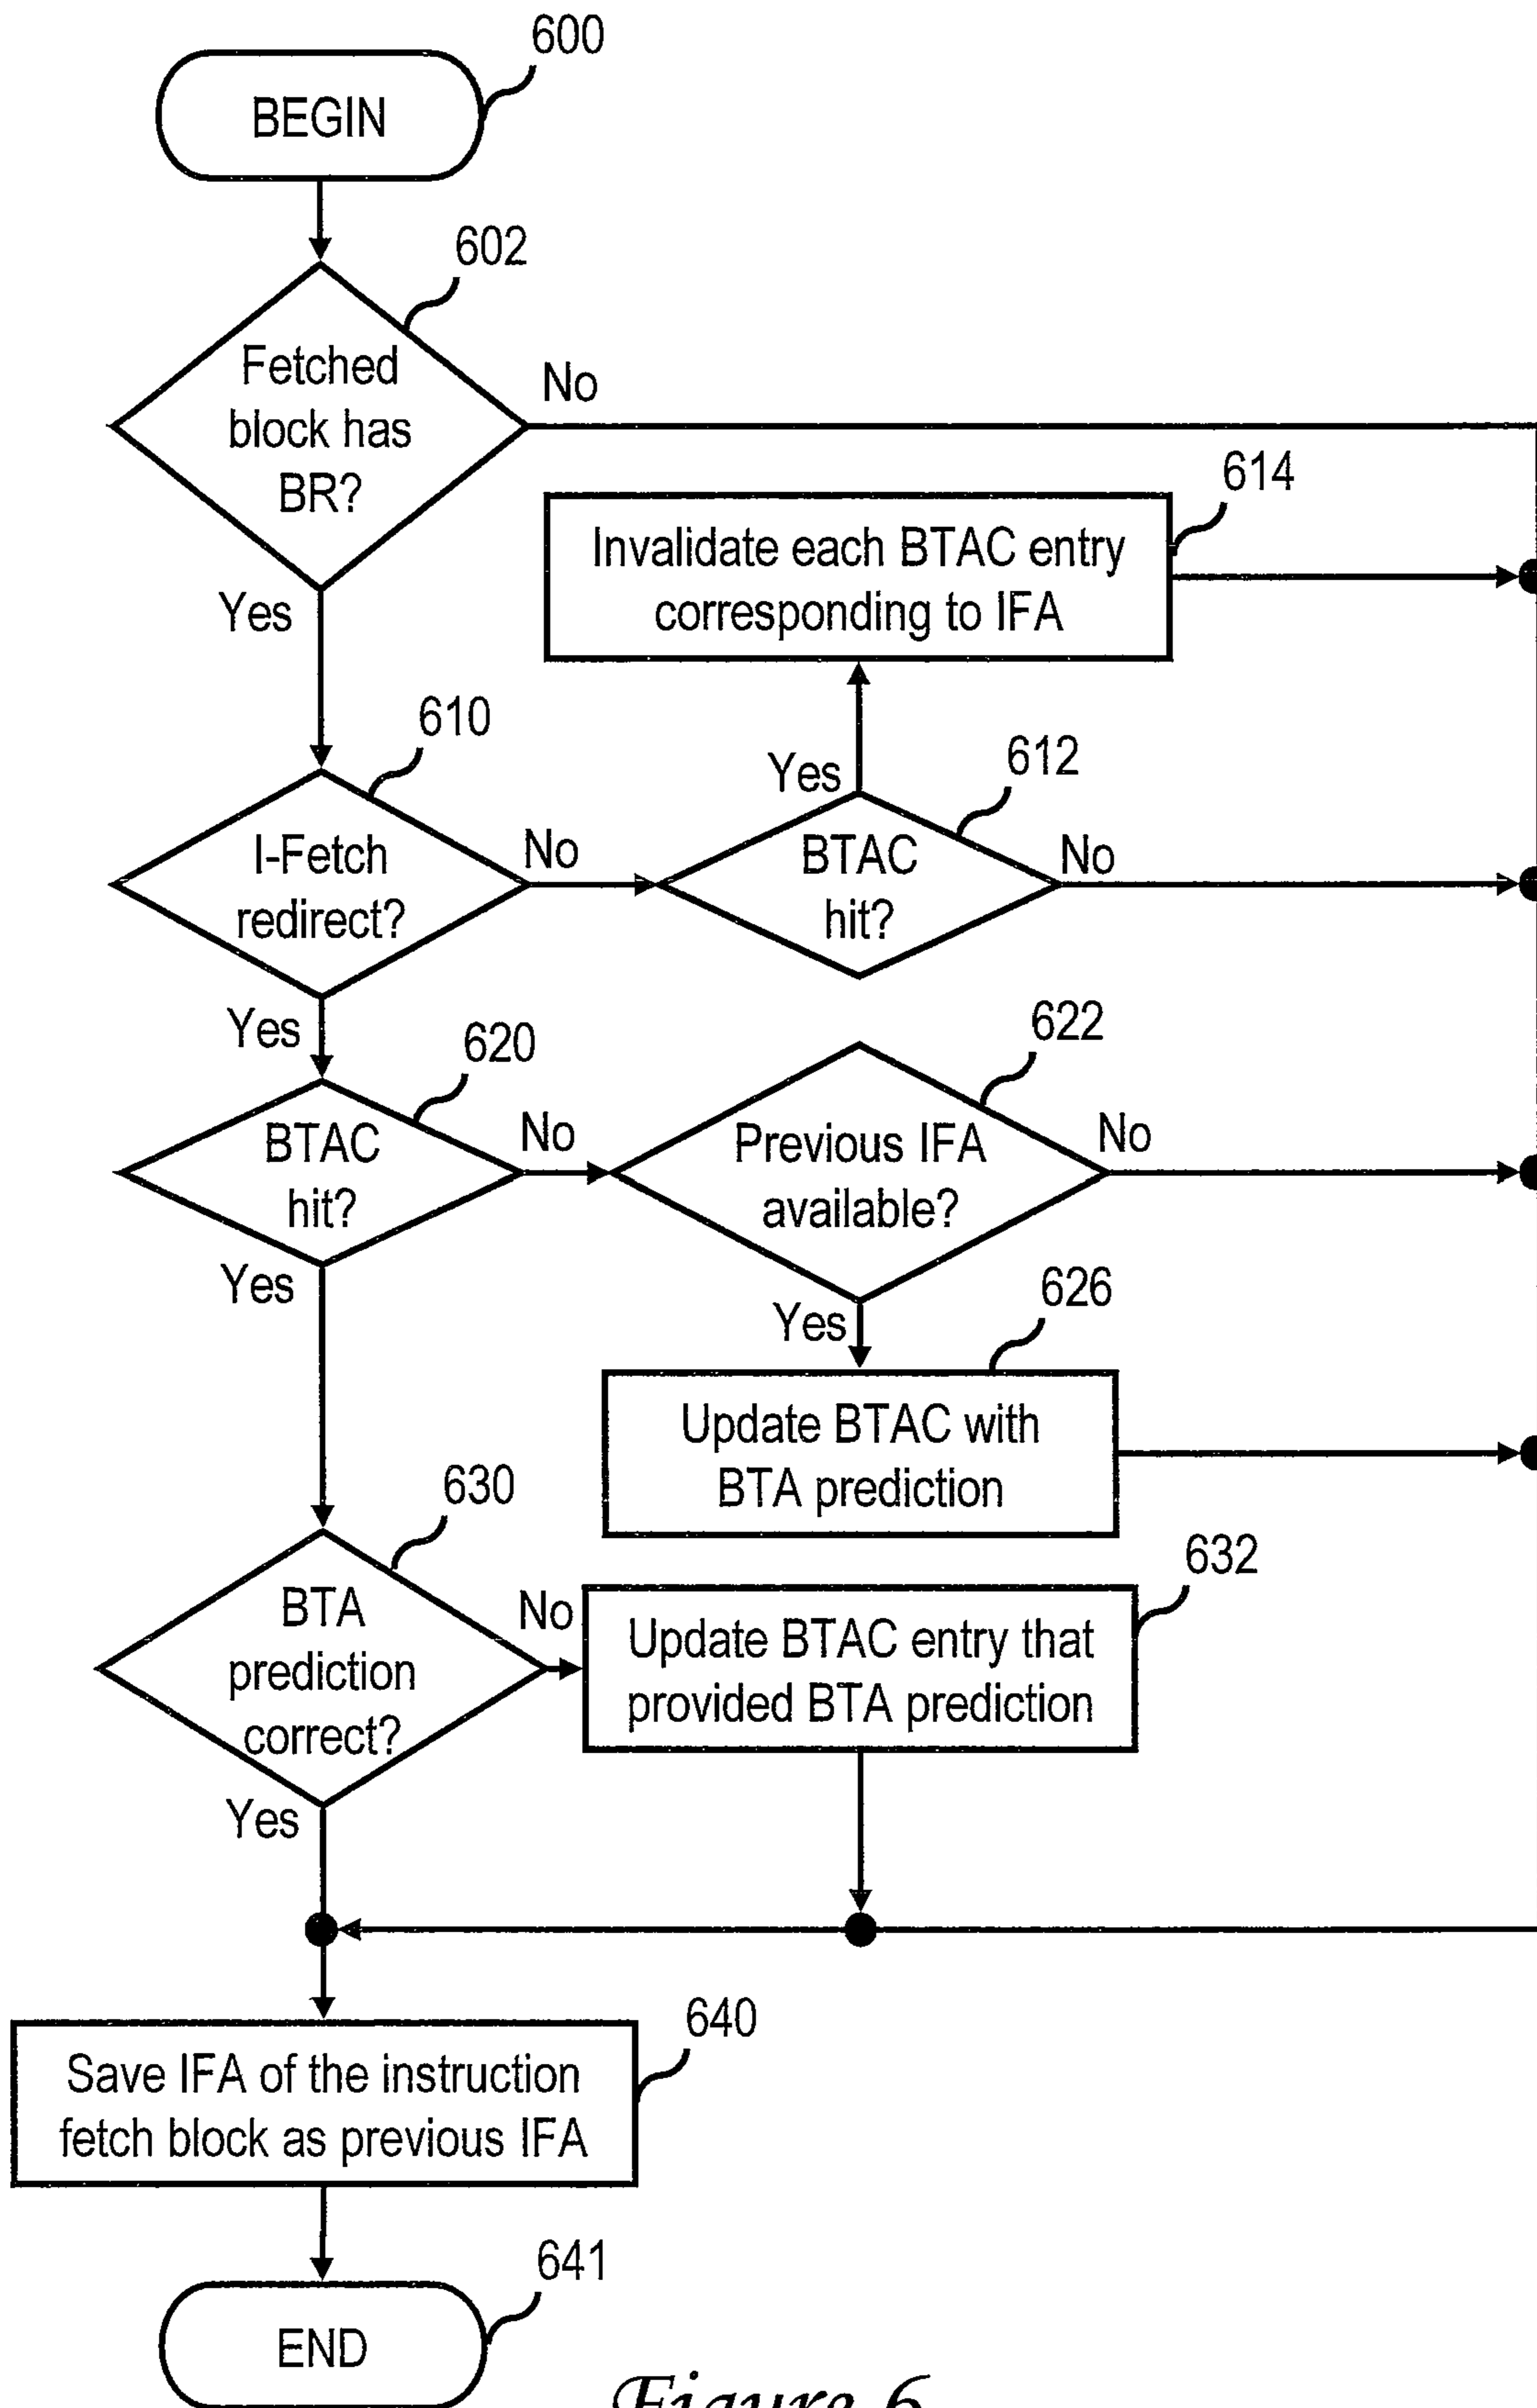 600
BEGIN
602
Fetched
block has
BR?
No
Yes
614
Invalidate each BTAC entry
corresponding to IFA
610
I-Fetch
redirect?
No
Yes
612
BTAC
hit?
No
Yes
620
BTAC
hit?
No
622
Previous IFA
available?
No
Yes
Yes
626
Update BTAC with
BTA prediction
630
BTA
prediction
correct?
No
632
Update BTAC entry that
provided BTA prediction
Yes
640
Save IFA of the instruction
fetch block as previous IFA
641
END
Figure 6